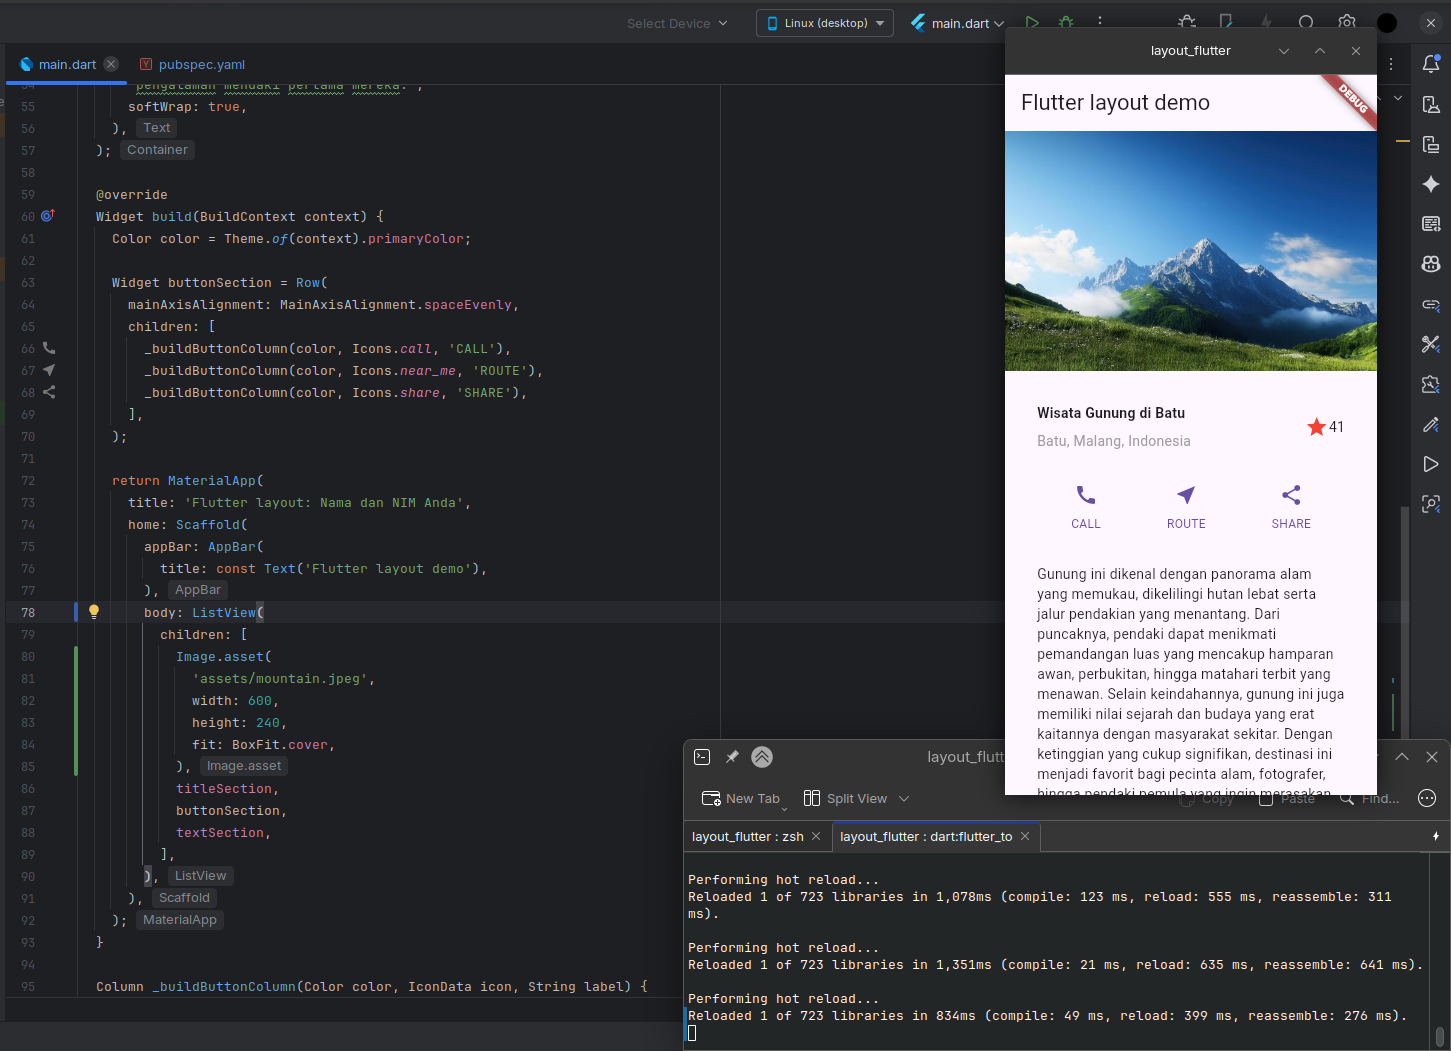 Select Device
Linux (desktop)
main.dart
main.dart
pubspec.yaml
54 'pengalaman mendaki pertama mereka.',
55 softWrap: true,
56 ), Text
57 ); Container
58
59 @override
60 Widget build(BuildContext context) {
61 Color color = Theme.of(context).primaryColor;
62
63 Widget buttonSection = Row(
64 mainAxisAlignment: MainAxisAlignment.spaceEvenly,
65 children: [
66 _buildButtonColumn(color, Icons.call, 'CALL'),
67 _buildButtonColumn(color, Icons.near_me, 'ROUTE'),
68 _buildButtonColumn(color, Icons.share, 'SHARE'),
69 ],
70 );
71
72 return MaterialApp(
73 title: 'Flutter layout: Nama dan NIM Anda',
74 home: Scaffold(
75 appBar: AppBar(
76 title: const Text('Flutter layout demo'),
77 ), AppBar
78 body: ListView(
79 children: [
80 Image.asset(
81 'assets/mountain.jpeg',
82 width: 600,
83 height: 240,
84 fit: BoxFit.cover,
85 ), Image.asset
86 titleSection,
87 buttonSection,
88 textSection,
89 ],
90 ), ListView
91 ), Scaffold
92 ); MaterialApp
93 }
94
95 Column _buildButtonColumn(Color color, IconData icon, String label) {
layout_flutter
Flutter layout demo
DEBUG
Wisata Gunung di Batu
Batu, Malang, Indonesia
41
CALL
ROUTE
SHARE
Gunung ini dikenal dengan panorama alam
yang memukau, dikelilingi hutan lebat serta
jalur pendakian yang menantang. Dari
puncaknya, pendaki dapat menikmati
pemandangan luas yang mencakup hamparan
awan, perbukitan, hingga matahari terbit yang
menawan. Selain keindahannya, gunung ini juga
memiliki nilai sejarah dan budaya yang erat
kaitannya dengan masyarakat sekitar. Dengan
ketinggian yang cukup signifikan, destinasi ini
menjadi favorit bagi pecinta alam, fotografer,
hingga pendaki pemula yang ingin merasakan
layout_flutt
New Tab
Split View
Copy
Paste
Find...
layout_flutter : zsh
layout_flutter : dart:flutter_to
Performing hot reload...
Reloaded 1 of 723 libraries in 1,078ms (compile: 123 ms, reload: 555 ms, reassemble: 311
ms).
Performing hot reload...
Reloaded 1 of 723 libraries in 1,351ms (compile: 21 ms, reload: 635 ms, reassemble: 641 ms).
Performing hot reload...
Reloaded 1 of 723 libraries in 834ms (compile: 49 ms, reload: 399 ms, reassemble: 276 ms).